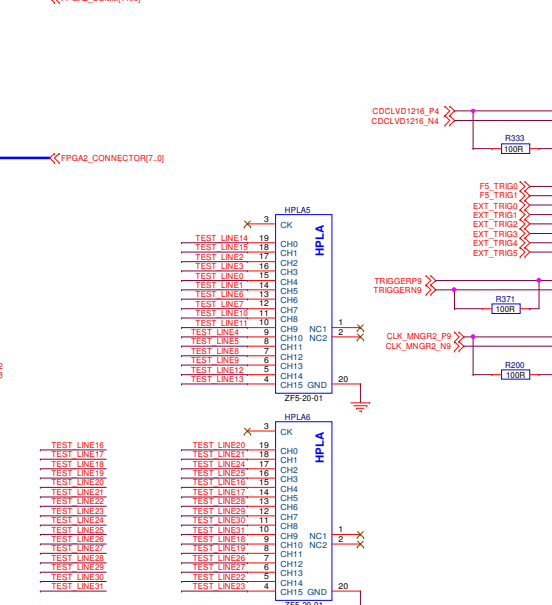 CDCLVD1216_P4
CDCLVD1216_N4
R333
100R
FPGA2_CONNECTOR[7..0]
F5_TRIG0
F5_TRIG1
EXT_TRIG0
EXT_TRIG1
EXT_TRIG2
EXT_TRIG3
EXT_TRIG4
EXT_TRIG5
HPLA5
HPLA
3 CK
TEST_LINE14 19 CH0
TEST_LINE15 18 CH1
TEST_LINE2 17 CH2
TEST_LINE3 16 CH3
TEST_LINE0 15 CH4
TEST_LINE1 14 CH5
TEST_LINE6 13 CH6
TEST_LINE7 12 CH7
TEST_LINE10 11 CH8
TEST_LINE11 10 CH9 NC1 1
TEST_LINE4 9 CH10 NC2 2
TEST_LINE5 8 CH11
TEST_LINE8 7 CH12
TEST_LINE9 6 CH13
TEST_LINE12 5 CH14
TEST_LINE13 4 CH15 GND 20
ZF5-20-01
TRIGGERP9
TRIGGERN9
R371
100R
CLK_MNGR2_P9
CLK_MNGR2_N9
R200
100R
HPLA6
HPLA
3 CK
TEST_LINE16 TEST_LINE20 19 CH0
TEST_LINE17 TEST_LINE21 18 CH1
TEST_LINE18 TEST_LINE24 17 CH2
TEST_LINE19 TEST_LINE25 16 CH3
TEST_LINE20 TEST_LINE16 15 CH4
TEST_LINE21 TEST_LINE17 14 CH5
TEST_LINE22 TEST_LINE28 13 CH6
TEST_LINE23 TEST_LINE29 12 CH7
TEST_LINE24 TEST_LINE30 11 CH8
TEST_LINE25 TEST_LINE31 10 CH9 NC1 1
TEST_LINE26 TEST_LINE18 9 CH10 NC2 2
TEST_LINE27 TEST_LINE19 8 CH11
TEST_LINE28 TEST_LINE26 7 CH12
TEST_LINE29 TEST_LINE27 6 CH13
TEST_LINE30 TEST_LINE22 5 CH14
TEST_LINE31 TEST_LINE23 4 CH15 GND 20
ZF5-20-01